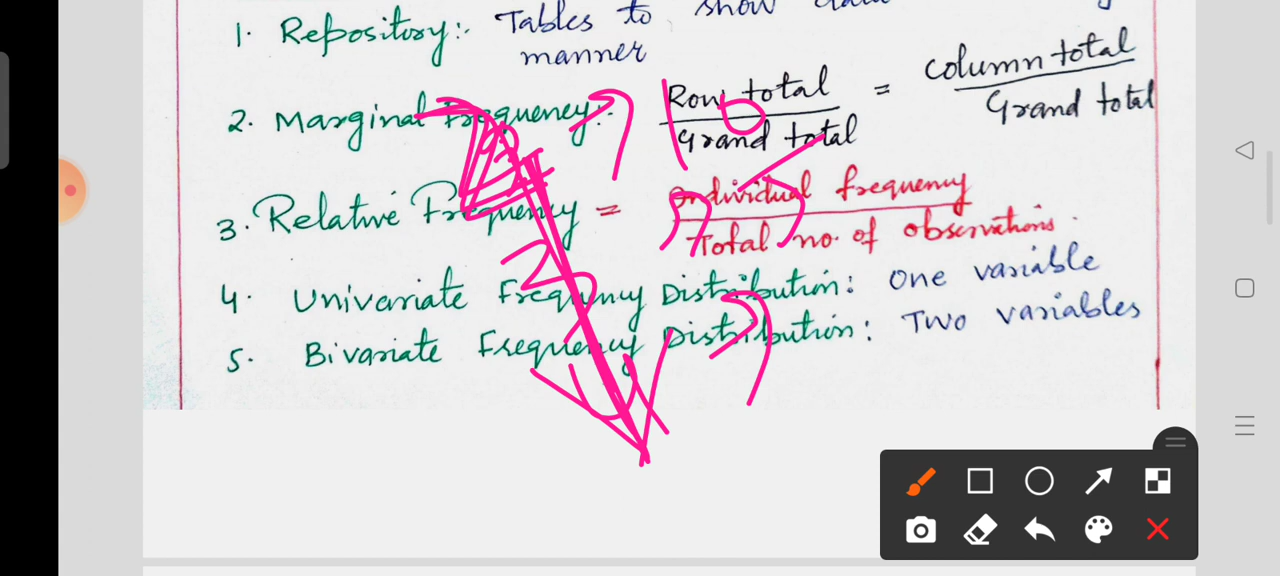 1. Repository:. Tables to show
manner
2. Marginal Frequency:. Row total / Grand total = Column total / Grand total
3. Relative Frequency = Individual frequency / Total no. of observations.
4. Univariate Frequency Distribution: One variable
5. Bivariate Frequency Distribution: Two variables